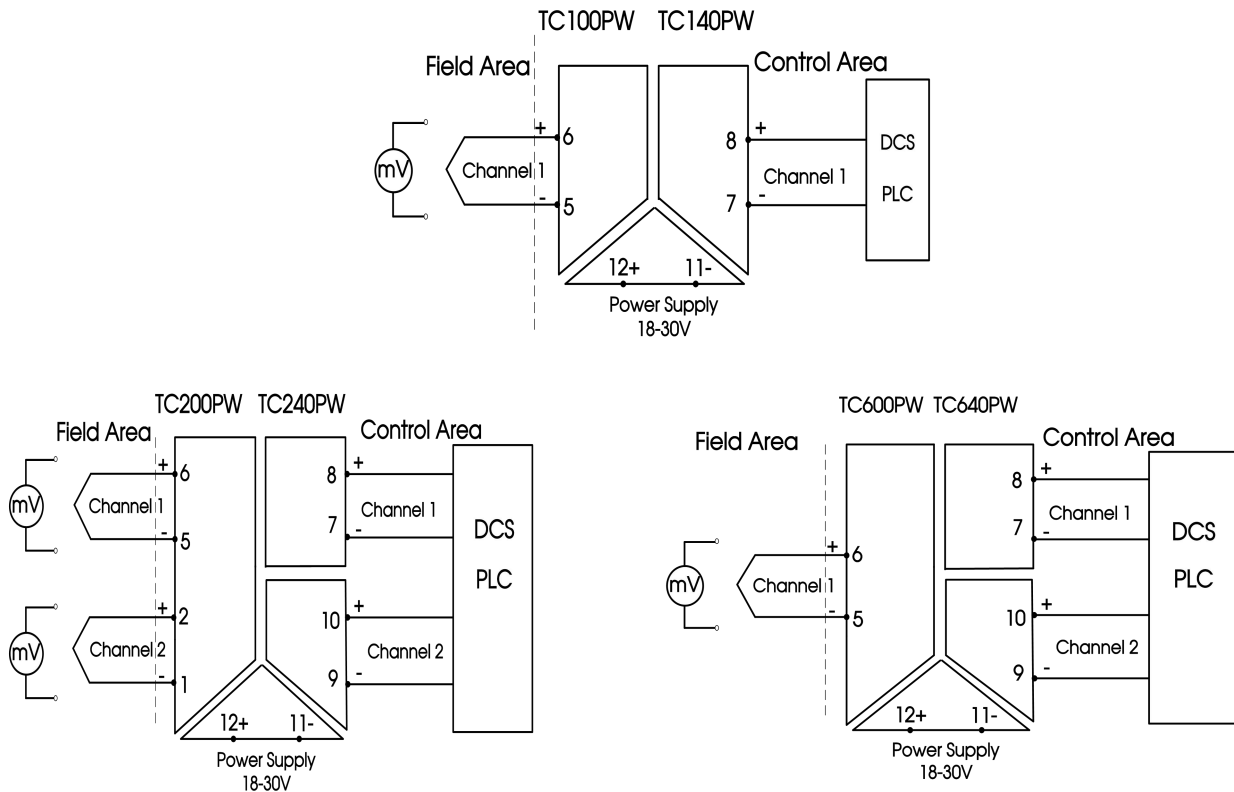 TC100PW TC140PW
Field Area
Control Area
+
6
mV
Channel 1
-
5
8
+
DCS
Channel 1
7
-
PLC
12+ 11-
Power Supply
18-30V
TC200PW TC240PW
Field Area
Control Area
+
6
mV
Channel 1
-
5
8
+
Channel 1
7
-
DCS
PLC
+
2
mV
Channel 2
-
1
10
+
Channel 2
9
-
12+ 11-
Power Supply
18-30V
TC600PW TC640PW
Field Area
Control Area
8
+
Channel 1
7
-
DCS
PLC
+
6
mV
Channel 1
-
5
10
+
Channel 2
9
-
12+ 11-
Power Supply
18-30V